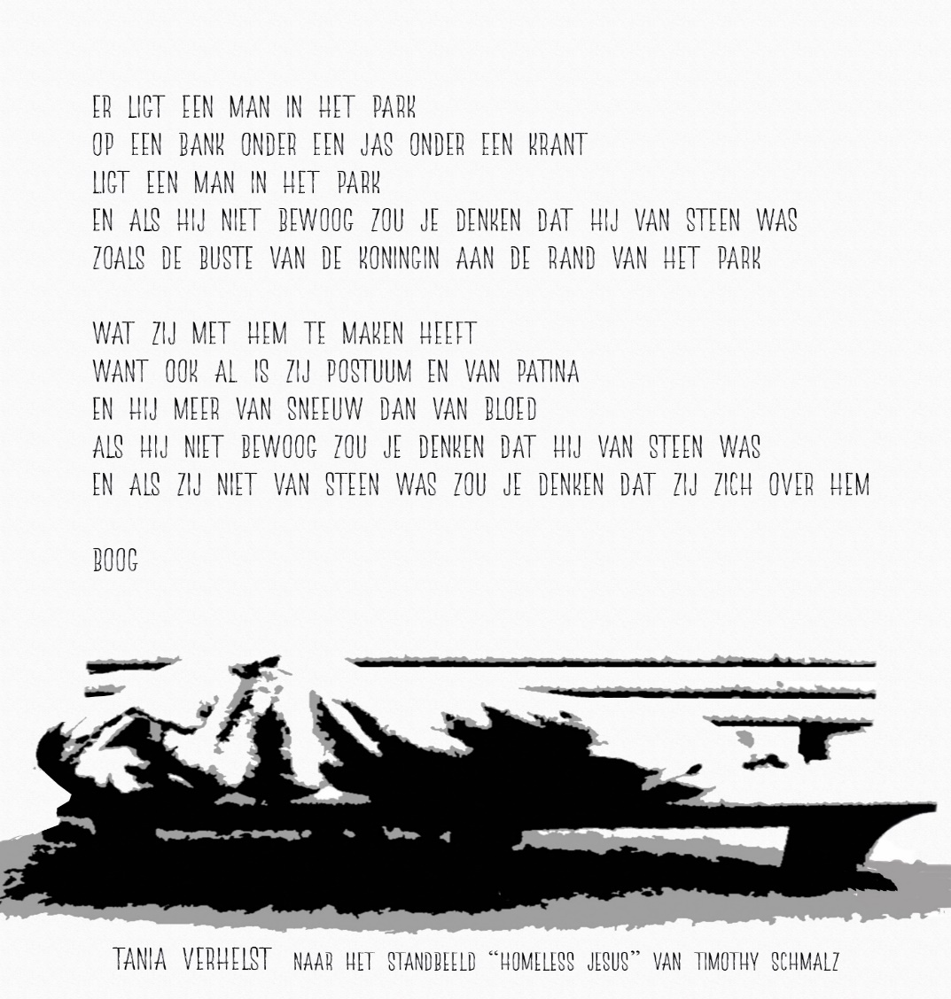 ER LIGT EEN MAN IN HET PARK
OP EEN BANK ONDER EEN JAS ONDER EEN KRANT
LIGT EEN MAN IN HET PARK
EN ALS HIJ NIET BEWOOG ZOU JE DENKEN DAT HIJ VAN STEEN WAS
ZOALS DE BUSTE VAN DE KONINGIN AAN DE RAND VAN HET PARK
WAT ZIJ MET HEM TE MAKEN HEEFT
WANT OOK AL IS ZIJ POSTUUM EN VAN PATINA
EN HIJ MEER VAN SNEEUW DAN VAN BLOED
ALS HIJ NIET BEWOOG ZOU JE DENKEN DAT HIJ VAN STEEN WAS
EN ALS ZIJ NIET VAN STEEN WAS ZOU JE DENKEN DAT ZIJ ZICH OVER HEM
BOOG
TANIA VERHELST NAAR HET STANDBEELD “HOMELESS JESUS” VAN TIMOTHY SCHMALZ